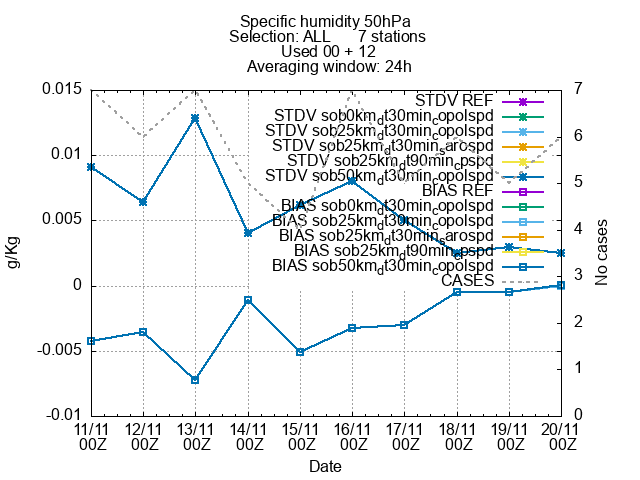 Specific humidity 50hPa
Selection: ALL 7 stations
Used 00 + 12
Averaging window: 24h
0.015
0.01
0.005
0
-0.005
-0.01
g/Kg
7
6
5
4
3
2
1
0
No cases
STDV REF
STDV sob0km_dt30min_copolspd
STDV sob25km_dt30min_copolspd
STDV sob25km_dt30min_sarospd
STDV sob25km_dt90min_cpspd
STDV sob50km_dt30min_copolspd
BIAS REF
BIAS sob0km_dt30min_copolspd
BIAS sob25km_dt30min_copolspd
BIAS sob25km_dt30min_sarospd
BIAS sob25km_dt90min_cpspd
BIAS sob50km_dt30min_copolspd
CASES
11/11 12/11 13/11 14/11 15/11 16/11 17/11 18/11 19/11 20/11
00Z 00Z 00Z 00Z 00Z 00Z 00Z 00Z 00Z 00Z
Date